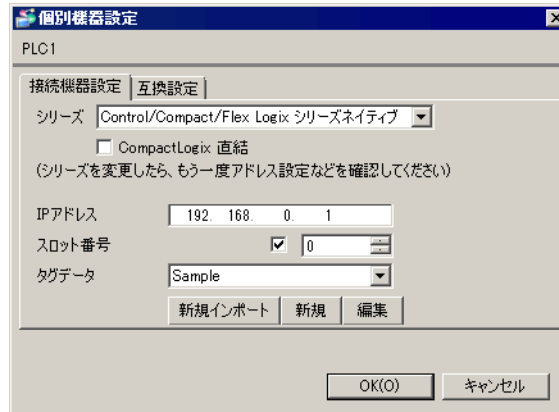 個別機器設定
PLC1
接続機器設定 互換設定
シリーズ Control/Compact/Flex Logix シリーズネイティブ
CompactLogix 直結
(シリーズを変更したら、もう一度アドレス設定などを確認してください)
IPアドレス 192. 168. 0. 1
スロット番号 0
タグデータ Sample
新規インポート 新規 編集
OK(O) キャンセル